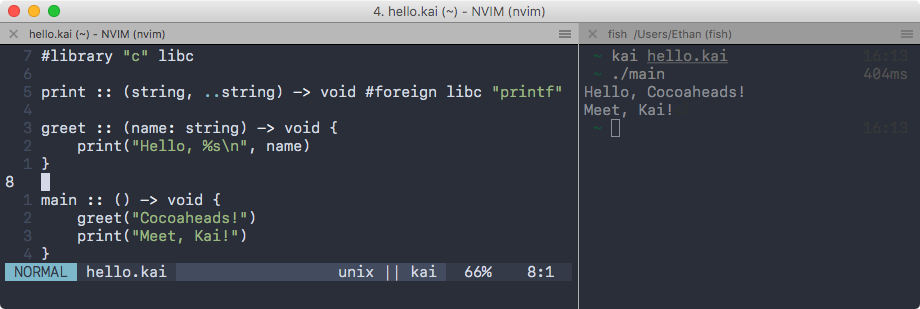 4. hello.kai (~) - NVIM (nvim)
× hello.kai (~) - NVIM (nvim)
7 #library "c" libc
6
5 print :: (string, ..string) -> void #foreign libc "printf"
4
3 greet :: (name: string) -> void {
2 print("Hello, %s\n", name)
1 }
8
1 main :: () -> void {
2 greet("Cocoaheads!")
3 print("Meet, Kai!")
4 }
NORMAL hello.kai unix || kai 66% 8:1
× fish /Users/Ethan (fish)
~ kai hello.kai 16:13
~ ./main 404ms
Hello, Cocoaheads!
Meet, Kai!
~ 16:13